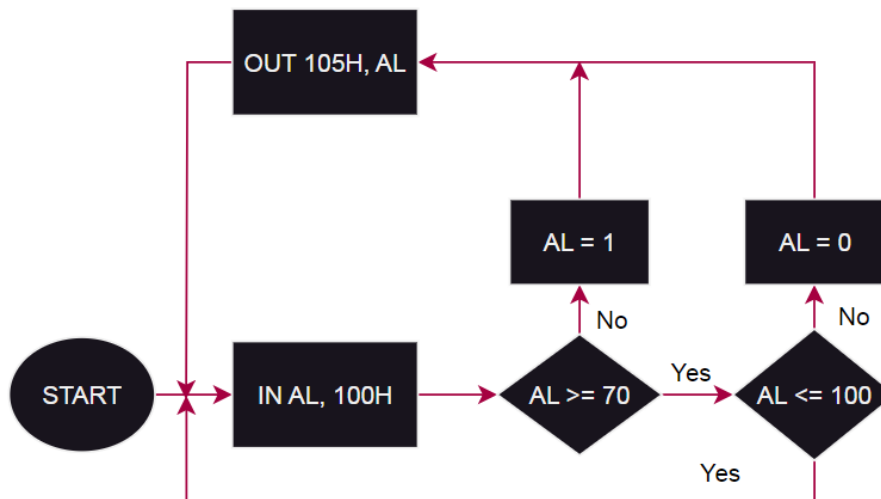 OUT 105H, AL
AL = 1
AL = 0
No
No
START
IN AL, 100H
AL >= 70
Yes
AL <= 100
Yes